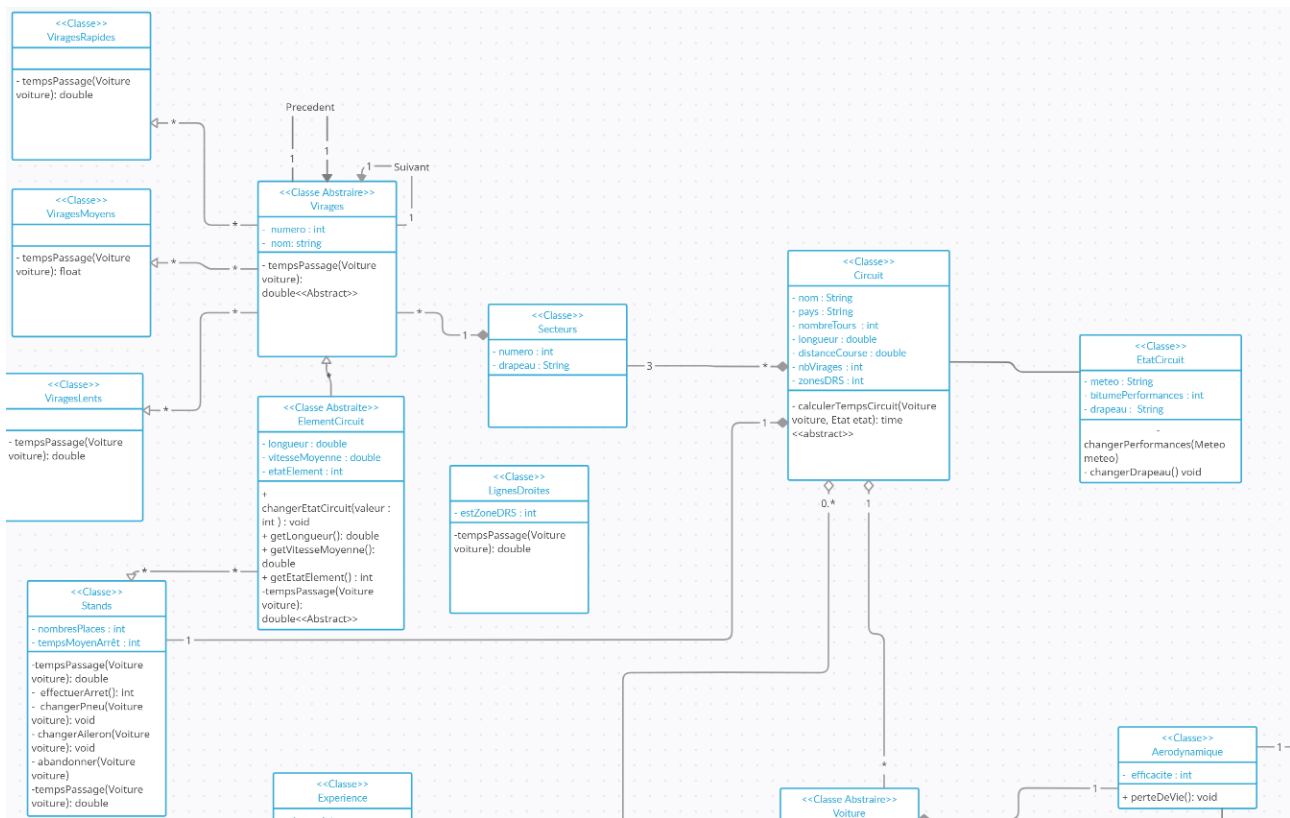 <<Classe>>
ViragesRapides
- tempsPassage(Voiture
voiture): double
*
*
<<Classe>>
ViragesMoyens
- tempsPassage(Voiture
voiture): float
*
*
<<Classe>>
ViragesLents
- tempsPassage(Voiture
voiture): double
*
*
Precedent
1
1
1
Suivant
1
<<Classe Abstraire>>
Virages
- numero : int
- nom: string
- tempsPassage(Voiture
voiture):
double<<Abstract>>
*
1
*
<<Classe>>
Secteurs
- numero : int
- drapeau : String
3
*
<<Classe>>
Circuit
- nom : String
- pays : String
- nombreTours : int
- longueur : double
- distanceCourse : double
- nbVirages : int
- zonesDRS : int
- calculerTempsCircuit(Voiture
voiture, Etat etat): time
<<abstract>>
1
0.*
1
<<Classe>>
EtatCircuit
- meteo : String
- bitumePerformances : int
- drapeau : String
-
changerPerformances(Meteo
meteo)
- changerDrapeau() void
<<Classe Abstraite>>
ElementCircuit
- longueur : double
- vitesseMoyenne : double
- etatElement : int
+
changerEtatCircuit(valeur :
int ) : void
+ getLongueur(): double
+ getVitesseMoyenne():
double
+ getEtatElement() : int
-tempsPassage(Voiture
voiture):
double<<Abstract>>
*
*
<<Classe>>
LignesDroites
- estZoneDRS : int
-tempsPassage(Voiture
voiture): double
<<Classe>>
Stands
- nombresPlaces : int
- tempsMoyenArrêt : int
-tempsPassage(Voiture
voiture): double
- effectuerArret(): int
- changerPneu(Voiture
voiture): void
- changerAileron(Voiture
voiture): void
- abandonner(Voiture
voiture)
-tempsPassage(Voiture
voiture): double
1
<<Classe>>
Experience
*
<<Classe Abstraire>>
Voiture
1
<<Classe>>
Aerodynamique
- efficacite : int
+ perteDeVie(): void
1